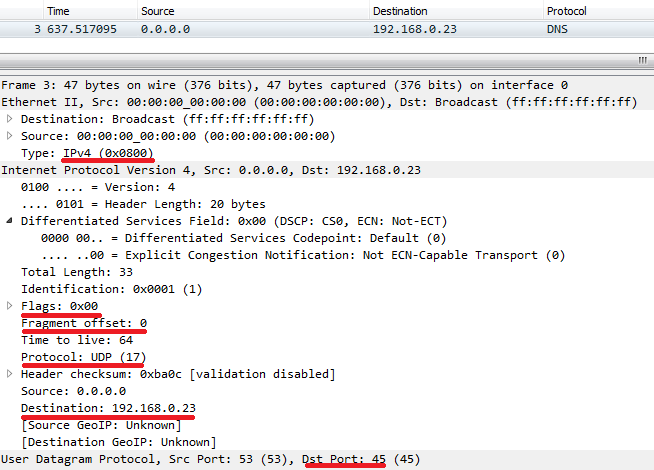 Time Source Destination Protocol
3 637.517095 0.0.0.0 192.168.0.23 DNS
Frame 3: 47 bytes on wire (376 bits), 47 bytes captured (376 bits) on interface 0
Ethernet II, Src: 00:00:00_00:00:00 (00:00:00:00:00:00), Dst: Broadcast (ff:ff:ff:ff:ff:ff)
Destination: Broadcast (ff:ff:ff:ff:ff:ff)
Source: 00:00:00_00:00:00 (00:00:00:00:00:00)
Type: IPv4 (0x0800)
Internet Protocol Version 4, Src: 0.0.0.0, Dst: 192.168.0.23
0100 .... = Version: 4
.... 0101 = Header Length: 20 bytes
Differentiated Services Field: 0x00 (DSCP: CS0, ECN: Not-ECT)
0000 00.. = Differentiated Services Codepoint: Default (0)
.... ..00 = Explicit Congestion Notification: Not ECN-Capable Transport (0)
Total Length: 33
Identification: 0x0001 (1)
Flags: 0x00
Fragment offset: 0
Time to live: 64
Protocol: UDP (17)
Header checksum: 0xba0c [validation disabled]
Source: 0.0.0.0
Destination: 192.168.0.23
[Source GeoIP: Unknown]
[Destination GeoIP: Unknown]
User Datagram Protocol, Src Port: 53 (53), Dst Port: 45 (45)